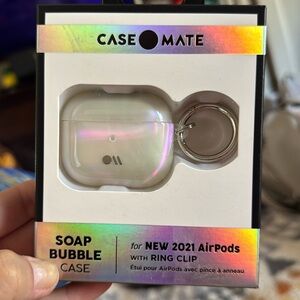 CASE MATE
SOAP
BUBBLE
CASE
for NEW 2021 AirPods
WITH RING CLIP
Étui pour AirPods avec pince à anneau